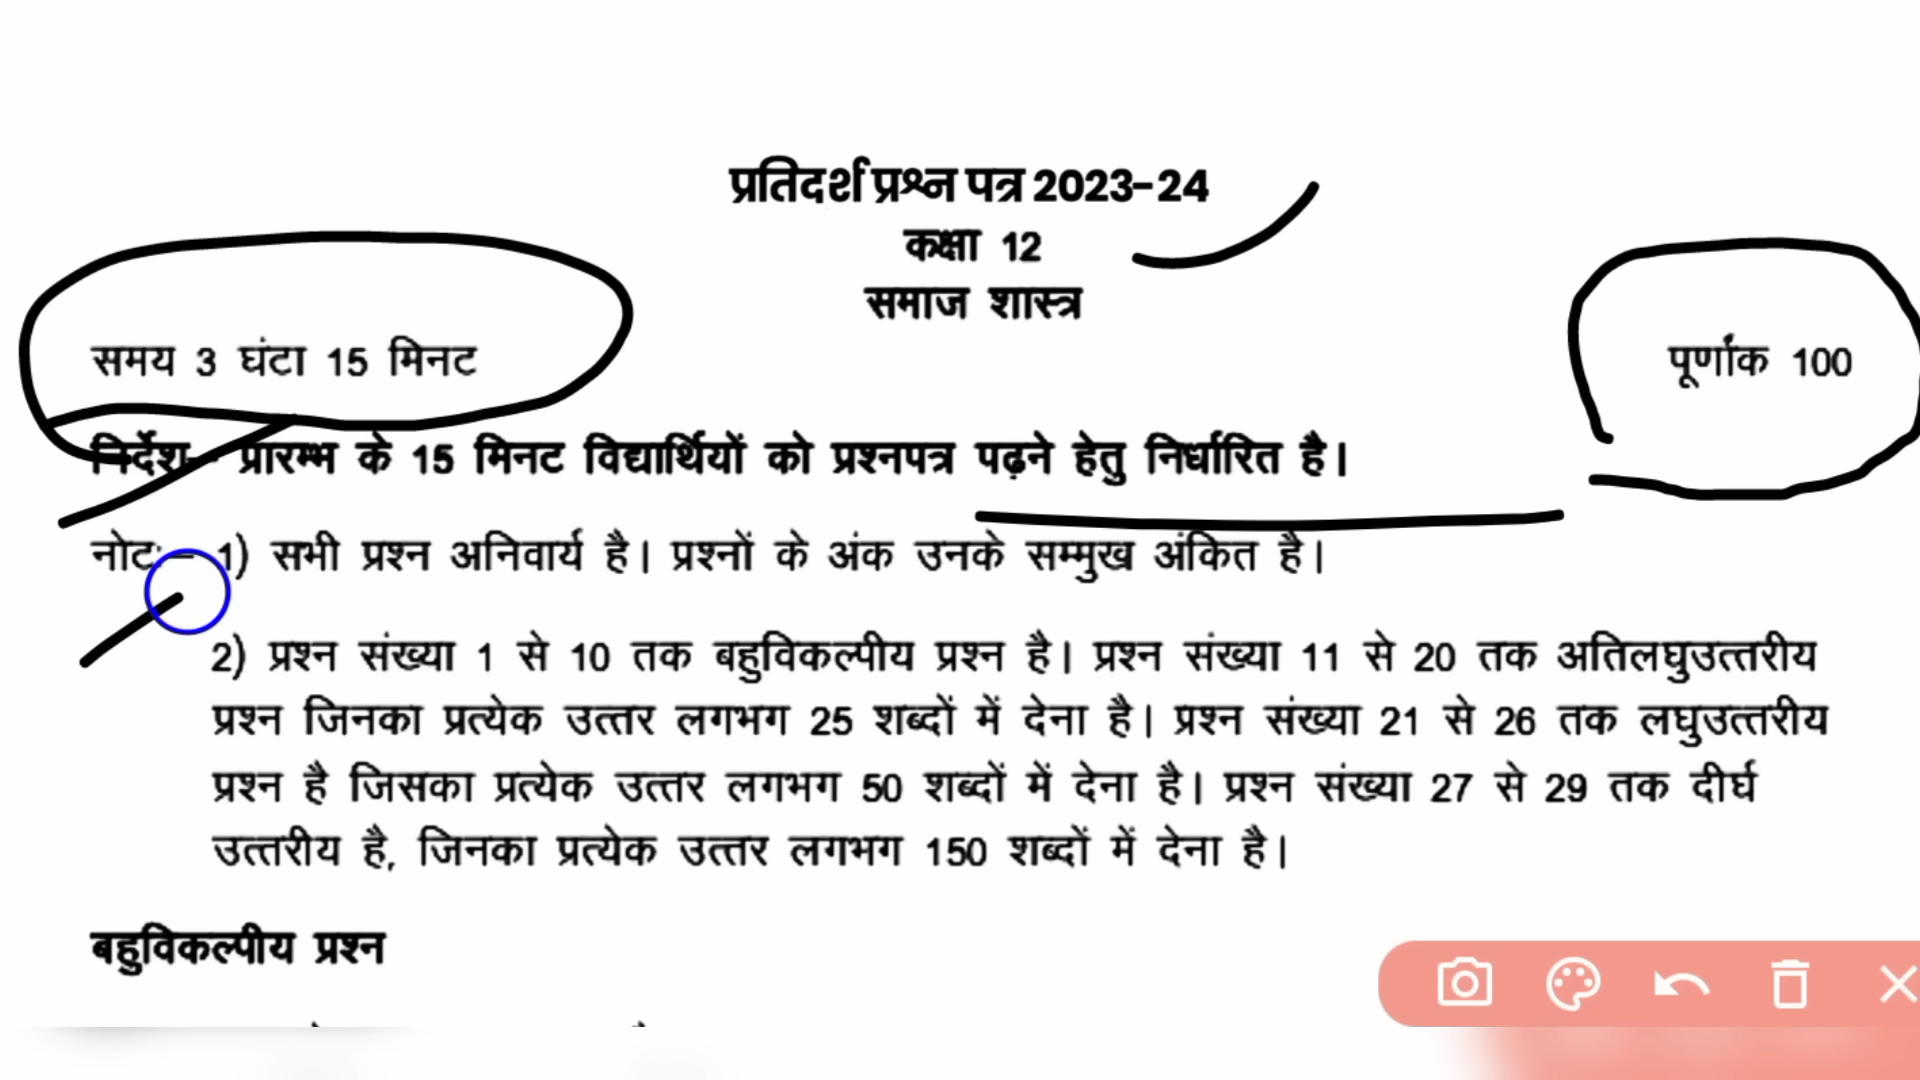 प्रतिदर्श प्रश्न पत्र 2023-24
कक्षा 12
समाज शास्त्र
समय 3 घंटा 15 मिनट
पूर्णांक 100
निर्देश- प्रारम्भ के 15 मिनट विद्यार्थियों को प्रश्नपत्र पढ़ने हेतु निर्धारित है।
नोटः – 1) सभी प्रश्न अनिवार्य है। प्रश्नों के अंक उनके सम्मुख अंकित है।
2) प्रश्न संख्या 1 से 10 तक बहुविकल्पीय प्रश्न है। प्रश्न संख्या 11 से 20 तक अतिलघुउत्तरीय
प्रश्न जिनका प्रत्येक उत्तर लगभग 25 शब्दों में देना है। प्रश्न संख्या 21 से 26 तक लघुउत्तरीय
प्रश्न है जिसका प्रत्येक उत्तर लगभग 50 शब्दों में देना है। प्रश्न संख्या 27 से 29 तक दीर्घ
उत्तरीय है, जिनका प्रत्येक उत्तर लगभग 150 शब्दों में देना है।
बहुविकल्पीय प्रश्न